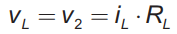 v_L = v_2 = i_L · R_L